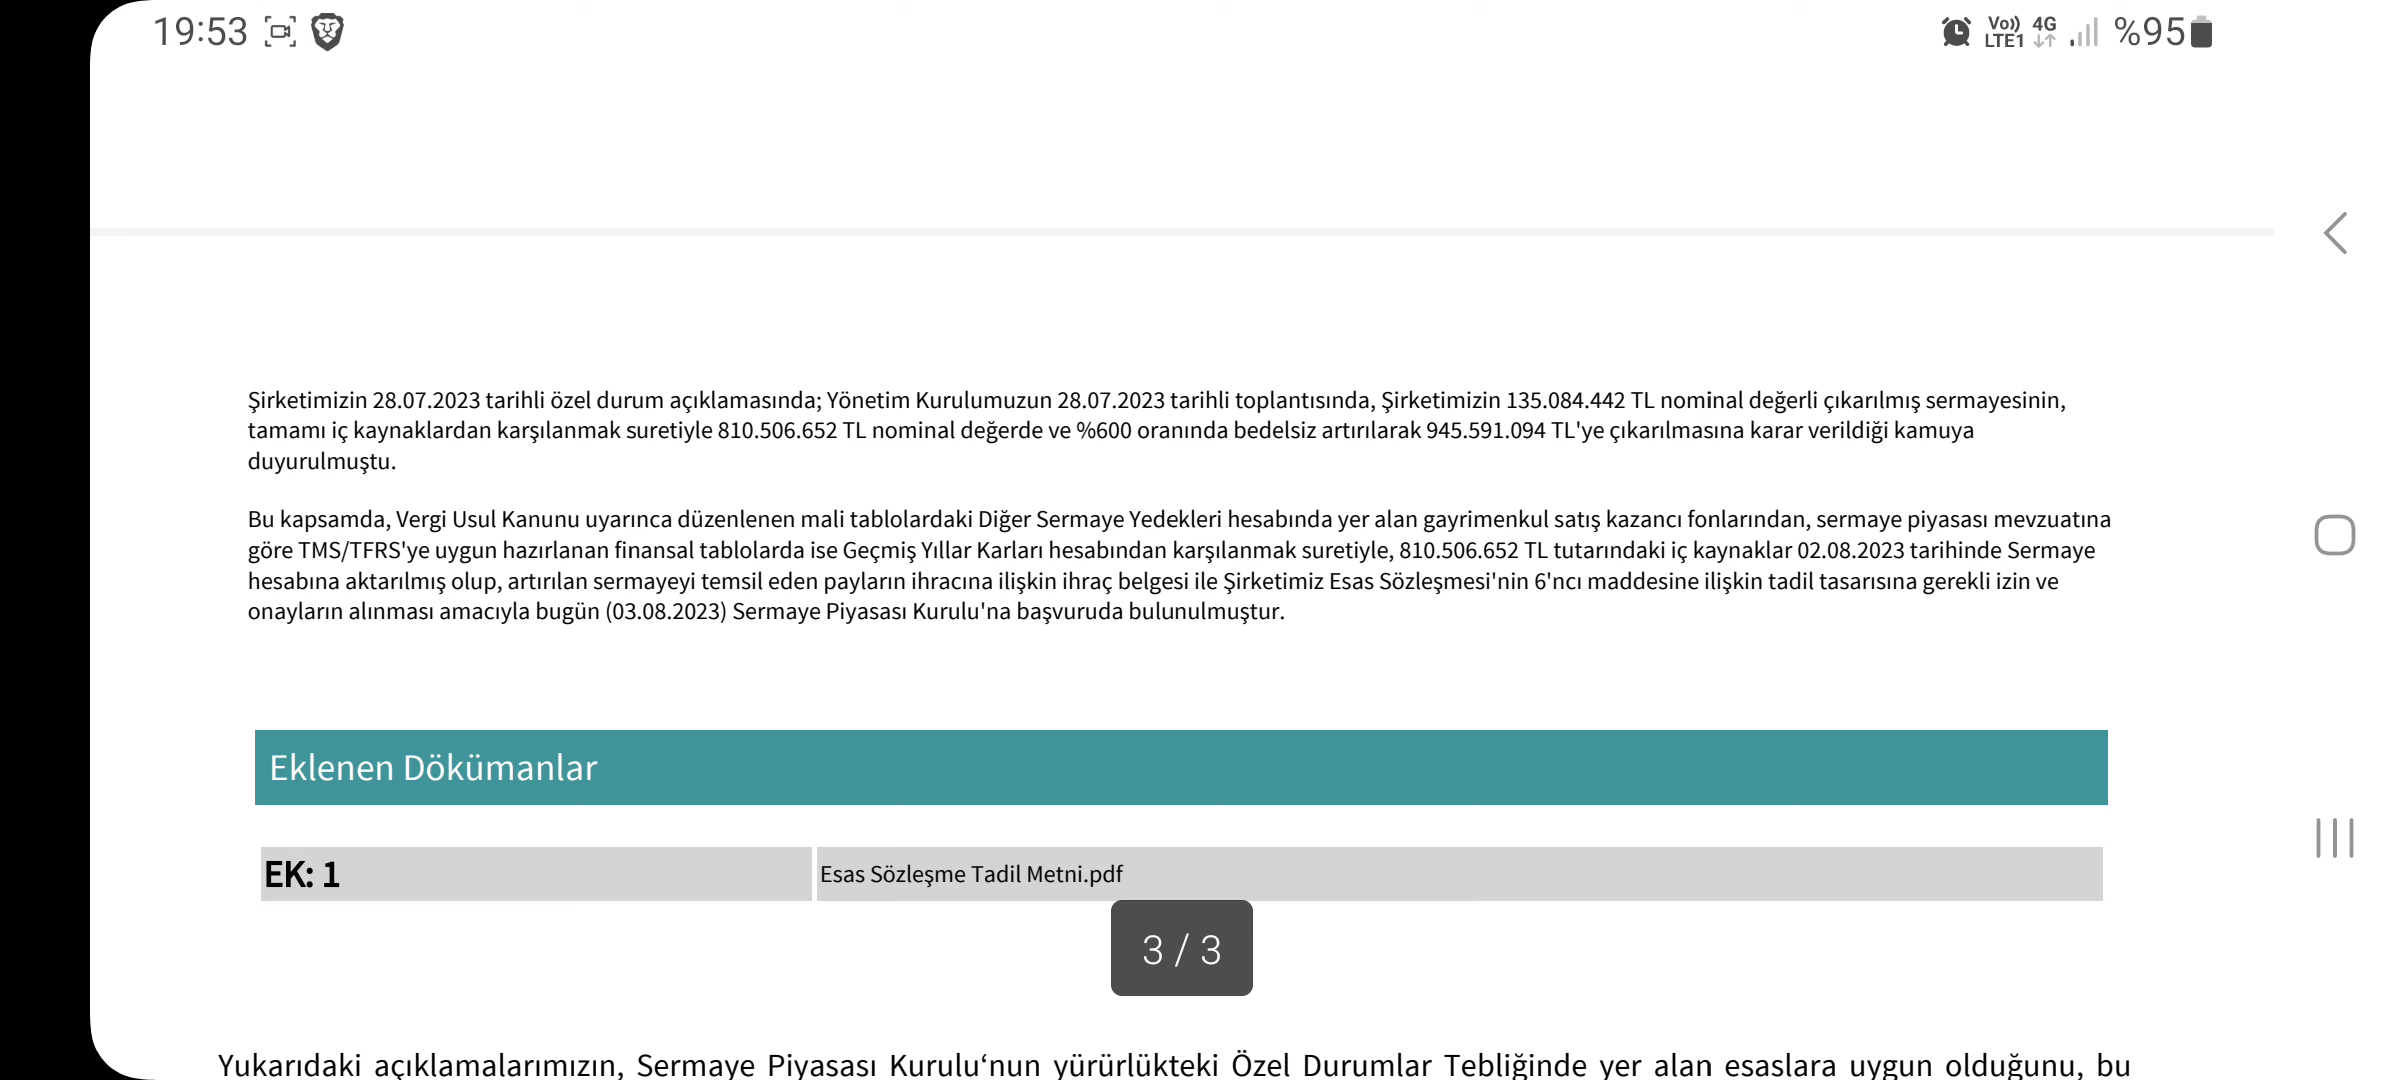 19:53
Vo)) LTE1 4G %95
Şirketimizin 28.07.2023 tarihli özel durum açıklamasında; Yönetim Kurulumuzun 28.07.2023 tarihli toplantısında, Şirketimizin 135.084.442 TL nominal değerli çıkarılmış sermayesinin,
tamamı iç kaynaklardan karşılanmak suretiyle 810.506.652 TL nominal değerde ve %600 oranında bedelsiz artırılarak 945.591.094 TL'ye çıkarılmasına karar verildiği kamuya
duyurulmuştu.
Bu kapsamda, Vergi Usul Kanunu uyarınca düzenlenen mali tablolardaki Diğer Sermaye Yedekleri hesabında yer alan gayrimenkul satış kazancı fonlarından, sermaye piyasası mevzuatına
göre TMS/TFRS'ye uygun hazırlanan finansal tablolarda ise Geçmiş Yıllar Karları hesabından karşılanmak suretiyle, 810.506.652 TL tutarındaki iç kaynaklar 02.08.2023 tarihinde Sermaye
hesabına aktarılmış olup, artırılan sermayeyi temsil eden payların ihracına ilişkin ihraç belgesi ile Şirketimiz Esas Sözleşmesi'nin 6'ncı maddesine ilişkin tadil tasarısına gerekli izin ve
onayların alınması amacıyla bugün (03.08.2023) Sermaye Piyasası Kurulu'na başvuruda bulunulmuştur.
Eklenen Dökümanlar
EK: 1 Esas Sözleşme Tadil Metni.pdf
3 / 3
Yukarıdaki açıklamalarımızın, Sermaye Piyasası Kurulu‘nun yürürlükteki Özel Durumlar Tebliğinde yer alan esaslara uygun olduğunu, bu